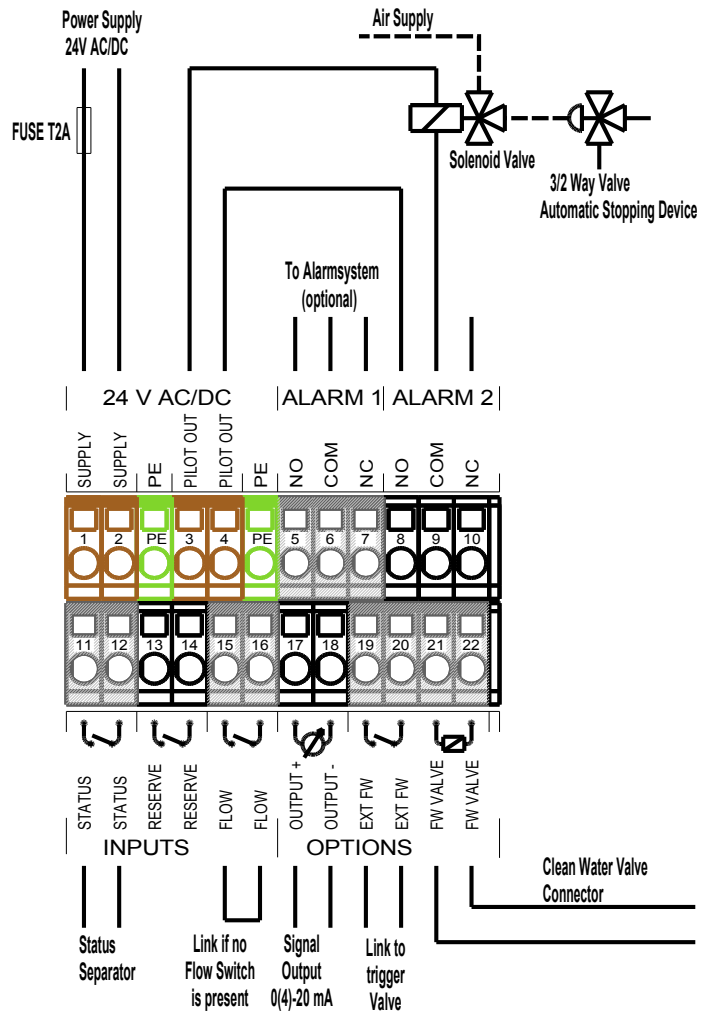 Power Supply
24V AC/DC
Air Supply
FUSE T2A
Solenoid Valve
3/2 Way Valve
Automatic Stopping Device
To Alarmsystem
(optional)
24 V AC/DC
ALARM 1
ALARM 2
SUPPLY
SUPPLY
PE
PILOT OUT
PILOT OUT
PE
NO
COM
NC
NO
COM
NC
1 2 PE 3 4 PE 5 6 7 8 9 10
11 12 13 14 15 16 17 18 19 20 21 22
STATUS
STATUS
RESERVE
RESERVE
FLOW
FLOW
OUTPUT +
OUTPUT -
EXT FW
EXT FW
FW VALVE
FW VALVE
INPUTS
OPTIONS
Clean Water Valve
Connector
Status
Separator
Link if no
Flow Switch
is present
Signal
Output
0(4)-20 mA
Link to
trigger
Valve